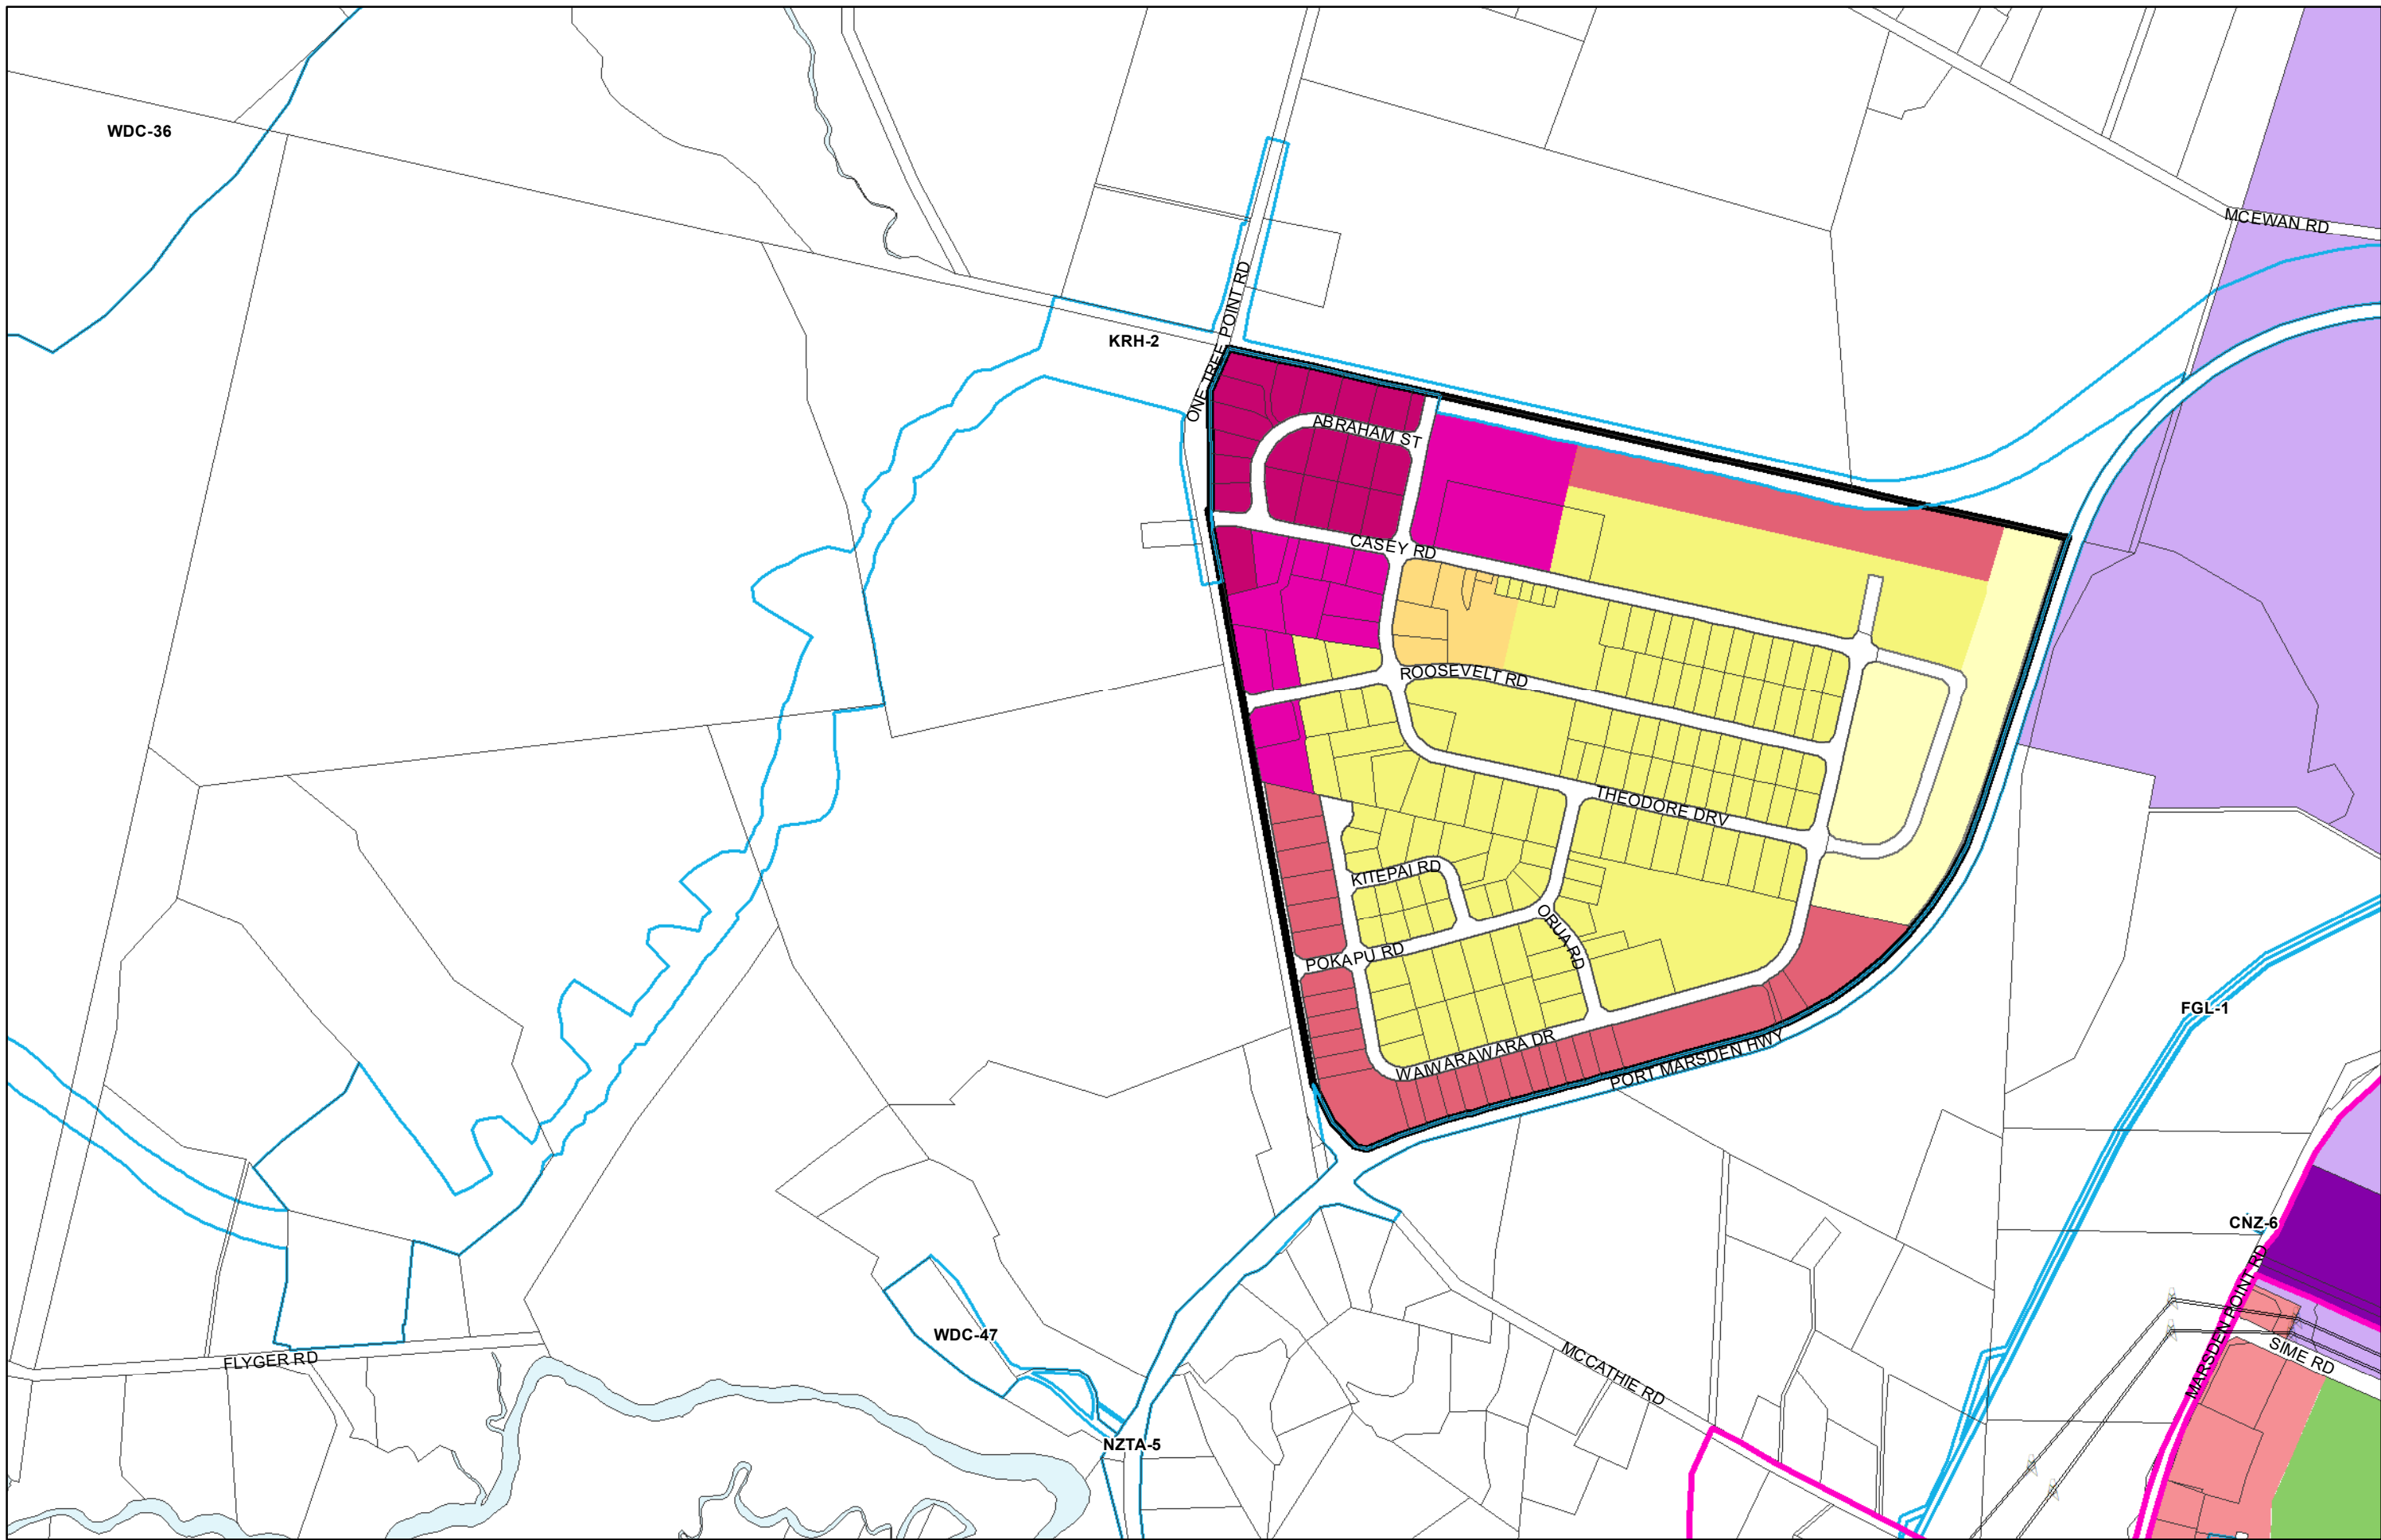 WDC-36
MCEWAN RD
ONE TREE POINT RD
KRH-2
ABRAHAM ST
CASEY RD
ROOSEVELT RD
THEODORE DRV
KITEPAI RD
ORUA RD
POKAPU RD
WAIWARAWARA DR
PORT MARSDEN HWY
FGL-1
CNZ-6
MARSDEN POINT RD
SIME RD
WDC-47
FLYGER RD
MCCATHIE RD
NZTA-5